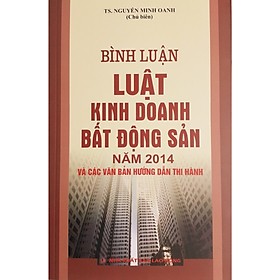 TS. NGUYỄN MINH OANH
(Chủ biên)
BÌNH LUẬN
LUẬT
KINH DOANH
BẤT ĐỘNG SẢN
NĂM 2014
VÀ CÁC VĂN BẢN HƯỚNG DẪN THI HÀNH